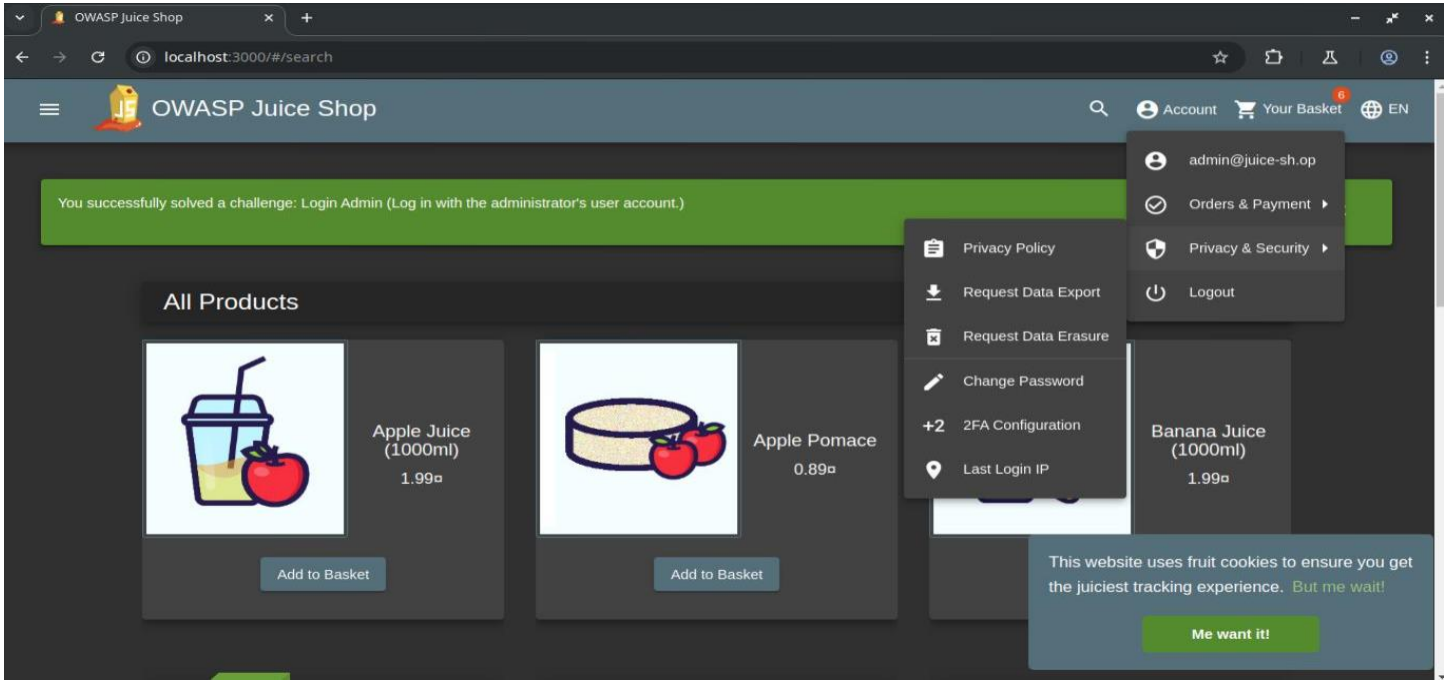 OWASP Juice Shop
localhost:3000/#/search
OWASP Juice Shop
Account
6
Your Basket
EN
admin@juice-sh.op
Orders & Payment
Privacy & Security
Logout
You successfully solved a challenge: Login Admin (Log in with the administrator's user account.)
Privacy Policy
Request Data Export
Request Data Erasure
Change Password
+2 2FA Configuration
Last Login IP
All Products
Apple Juice
(1000ml)
1.99¤
Add to Basket
Apple Pomace
0.89¤
Add to Basket
Banana Juice
(1000ml)
1.99¤
This website uses fruit cookies to ensure you get
the juiciest tracking experience. But me wait!
Me want it!